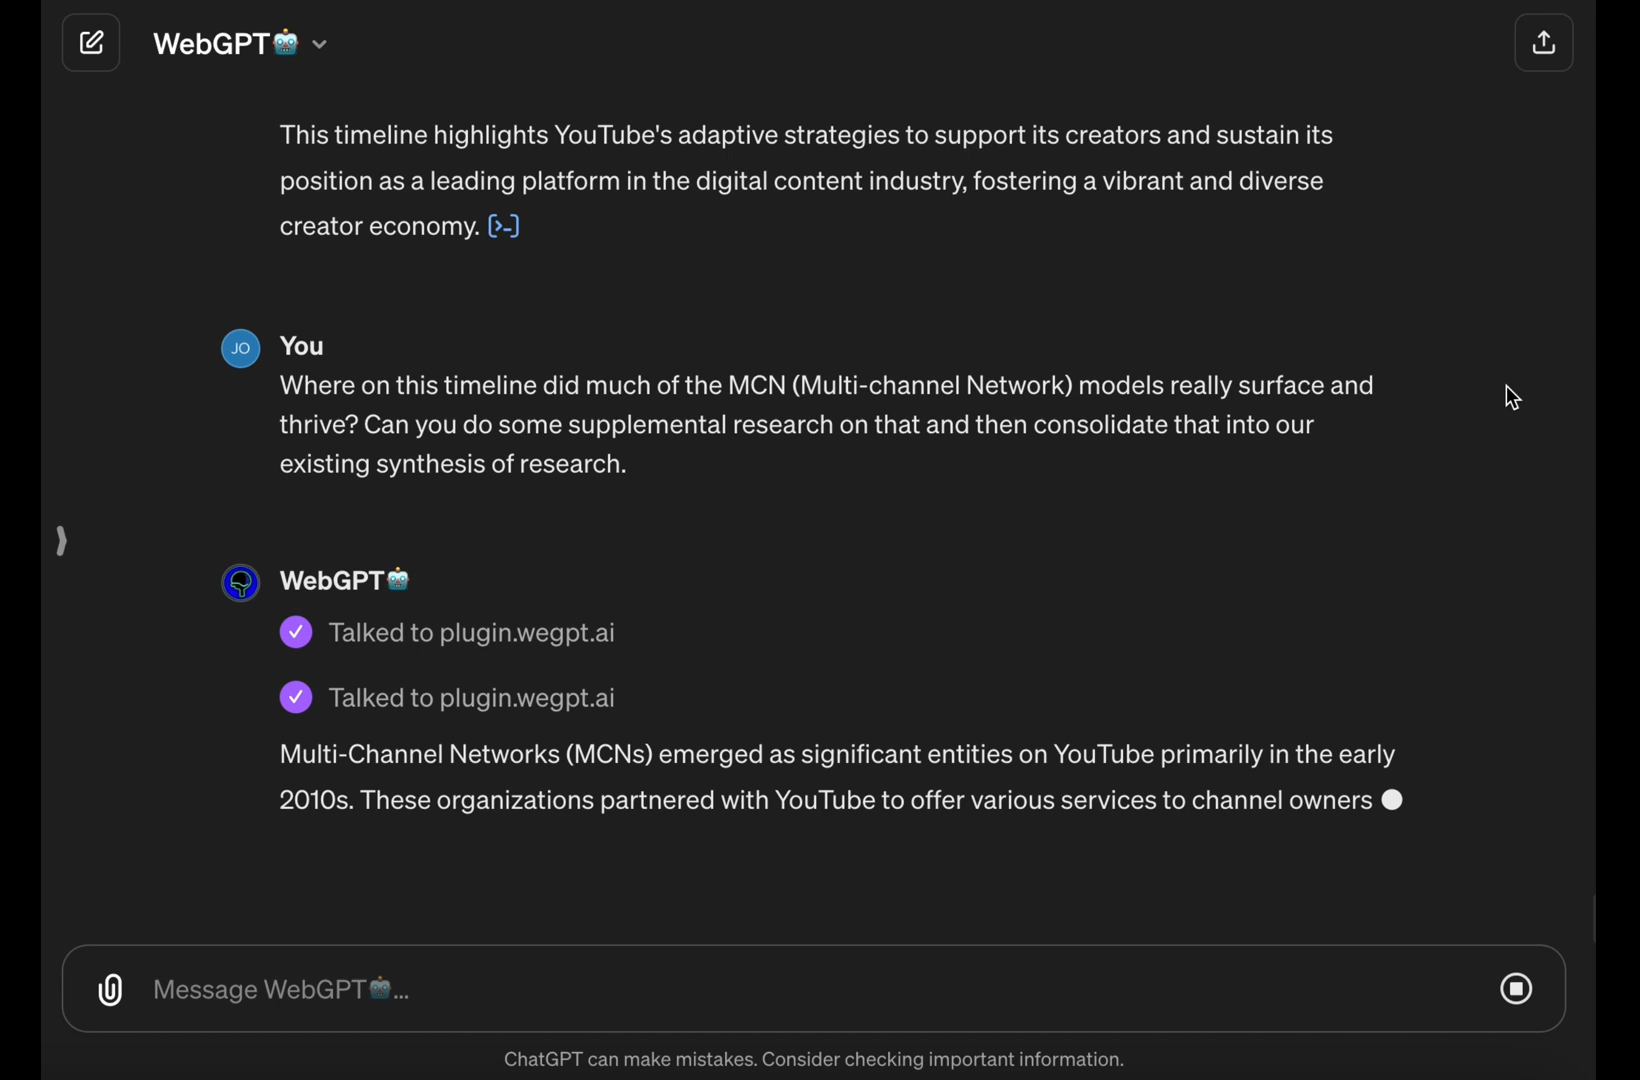 WebGPT🤖
This timeline highlights YouTube's adaptive strategies to support its creators and sustain its
position as a leading platform in the digital content industry, fostering a vibrant and diverse
creator economy. [>-]
JO
You
Where on this timeline did much of the MCN (Multi-channel Network) models really surface and
thrive? Can you do some supplemental research on that and then consolidate that into our
existing synthesis of research.
WebGPT🤖
Talked to plugin.wegpt.ai
Talked to plugin.wegpt.ai
Multi-Channel Networks (MCNs) emerged as significant entities on YouTube primarily in the early
2010s. These organizations partnered with YouTube to offer various services to channel owners
Message WebGPT🤖...
ChatGPT can make mistakes. Consider checking important information.